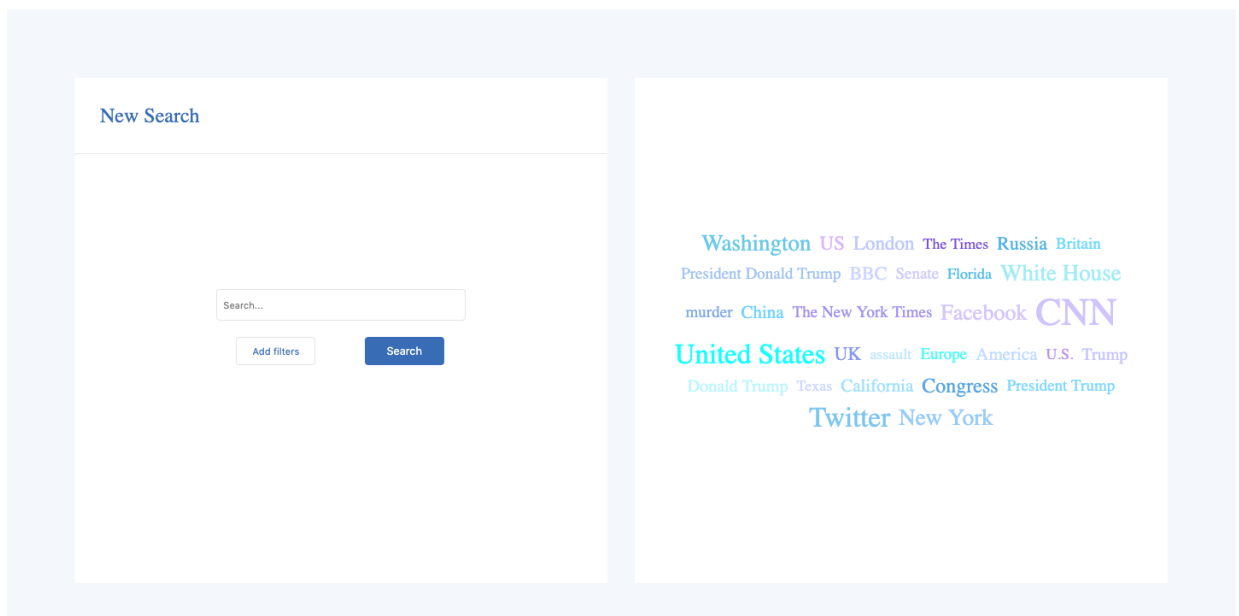 New Search
Search...
Add filters Search
Washington US London The Times Russia Britain
President Donald Trump BBC Senate Florida White House
murder China The New York Times Facebook CNN
United States UK assault Europe America U.S. Trump
Donald Trump Texas California Congress President Trump
Twitter New York